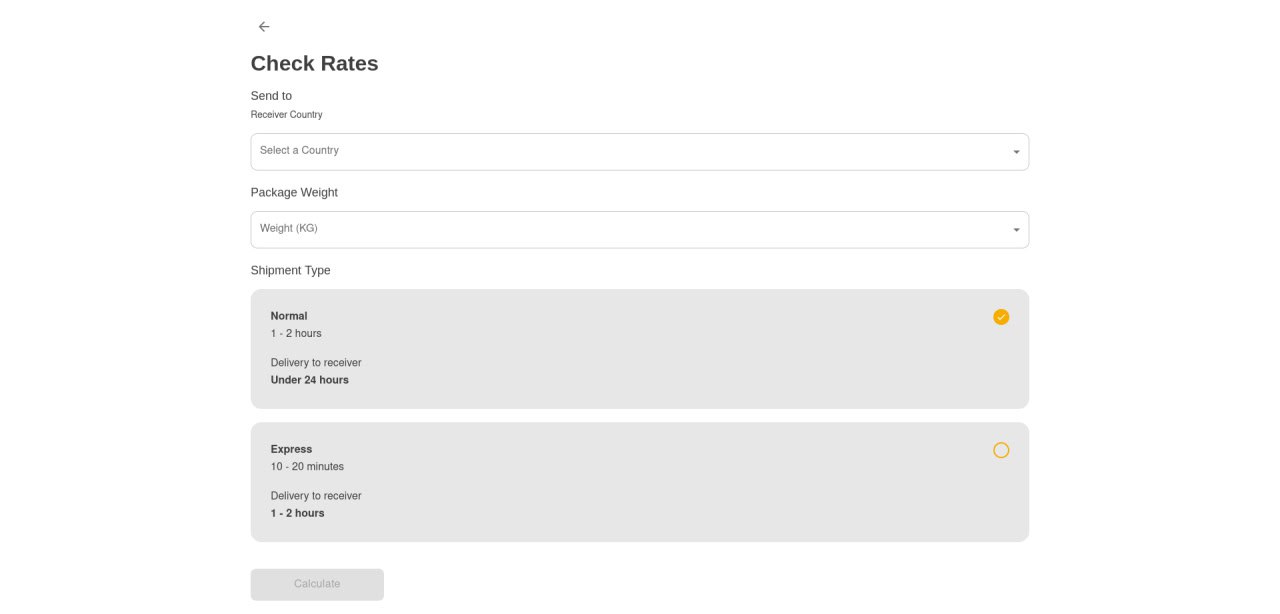 Check Rates
Send to
Receiver Country
Select a Country
Package Weight
Weight (KG)
Shipment Type
Normal
1 - 2 hours
Delivery to receiver
Under 24 hours
Express
10 - 20 minutes
Delivery to receiver
1 - 2 hours
Calculate